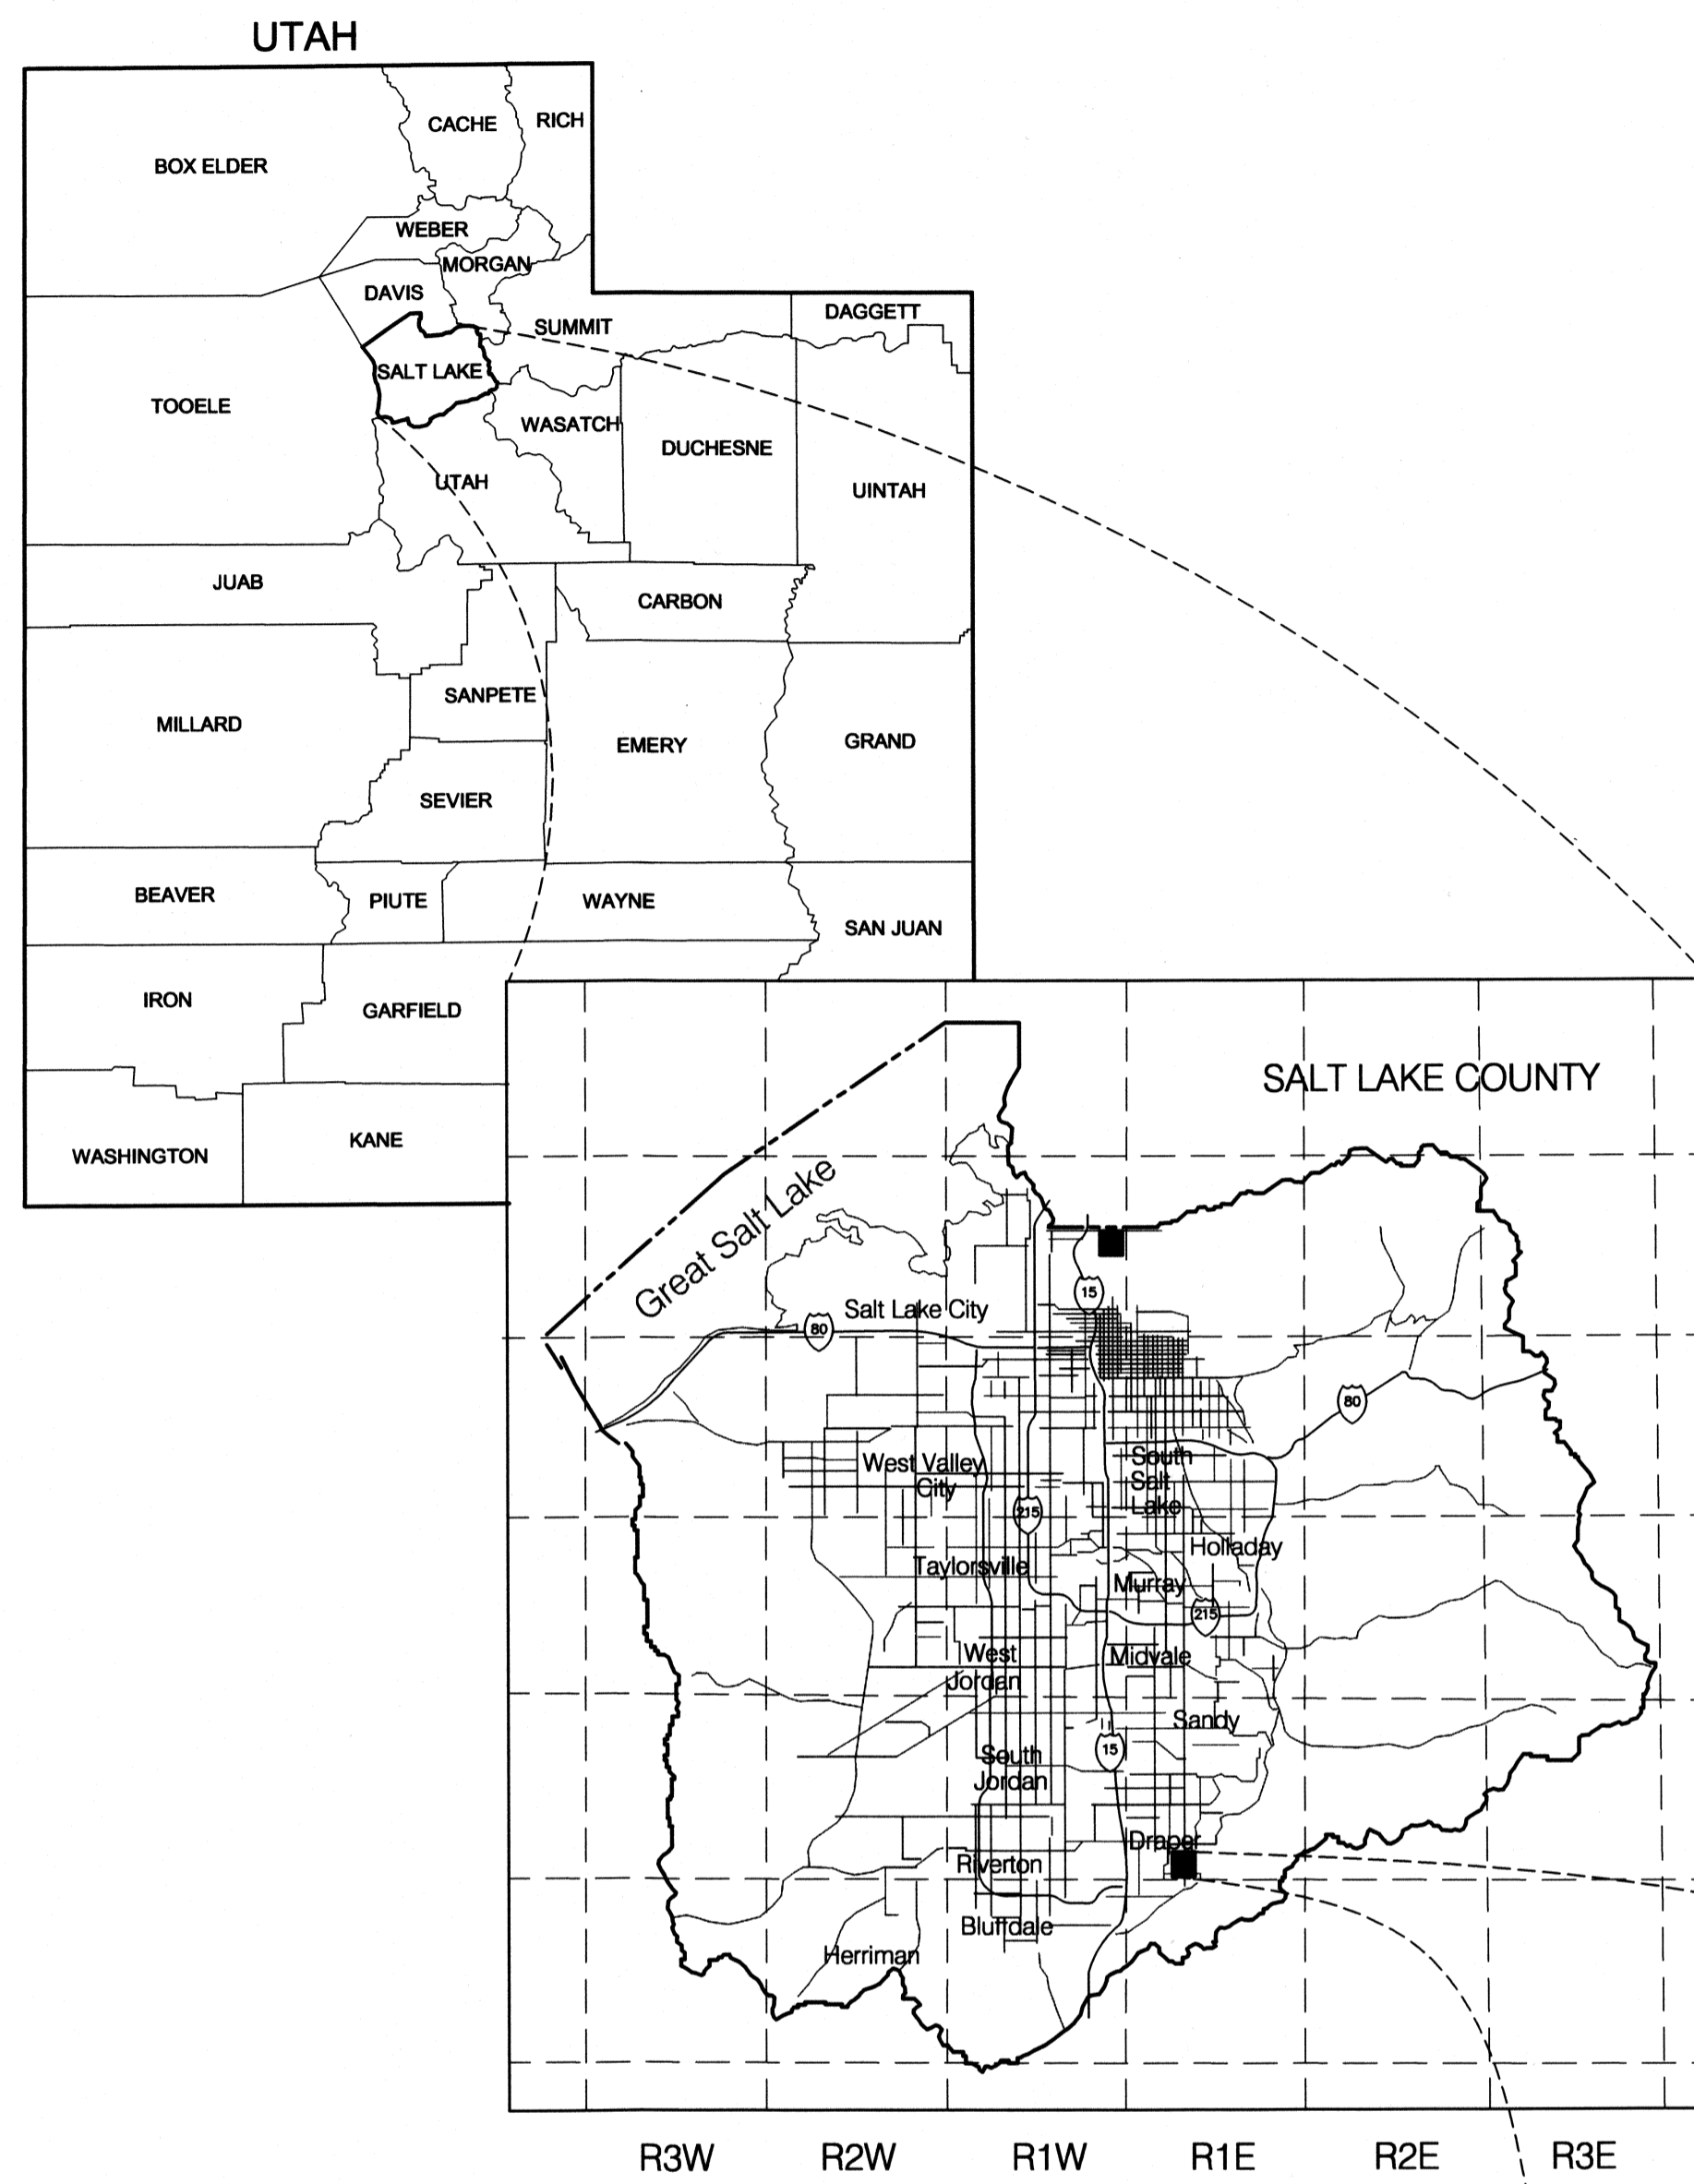 UTAH
CACHE
RICH
BOX ELDER
WEBER
MORGAN
DAVIS
DAGGETT
SUMMIT
SALT LAKE
TOOELE
WASATCH
DUCHESNE
UTAH
UINTAH
JUAB
CARBON
SANPETE
MILLARD
EMERY
GRAND
SEVIER
BEAVER
PIUTE
WAYNE
SAN JUAN
IRON
GARFIELD
KANE
WASHINGTON
SALT LAKE COUNTY
Great Salt Lake
15
Salt Lake City
80
80
West Valley
City
South
Salt
Lake
215
Holladay
Taylorsville
Murray
215
West
Jordan
Midvale
Sandy
15
South
Jordan
Draper
Riverton
Bluffdale
Herriman
R3W
R2W
R1W
R1E
R2E
R3E